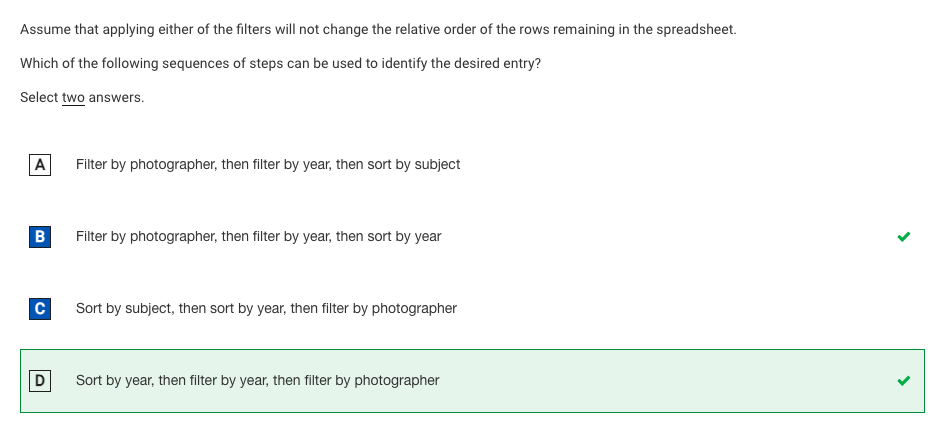 Assume that applying either of the filters will not change the relative order of the rows remaining in the spreadsheet.
Which of the following sequences of steps can be used to identify the desired entry?
Select two answers.
A Filter by photographer, then filter by year, then sort by subject
B Filter by photographer, then filter by year, then sort by year
C Sort by subject, then sort by year, then filter by photographer
D Sort by year, then filter by year, then filter by photographer